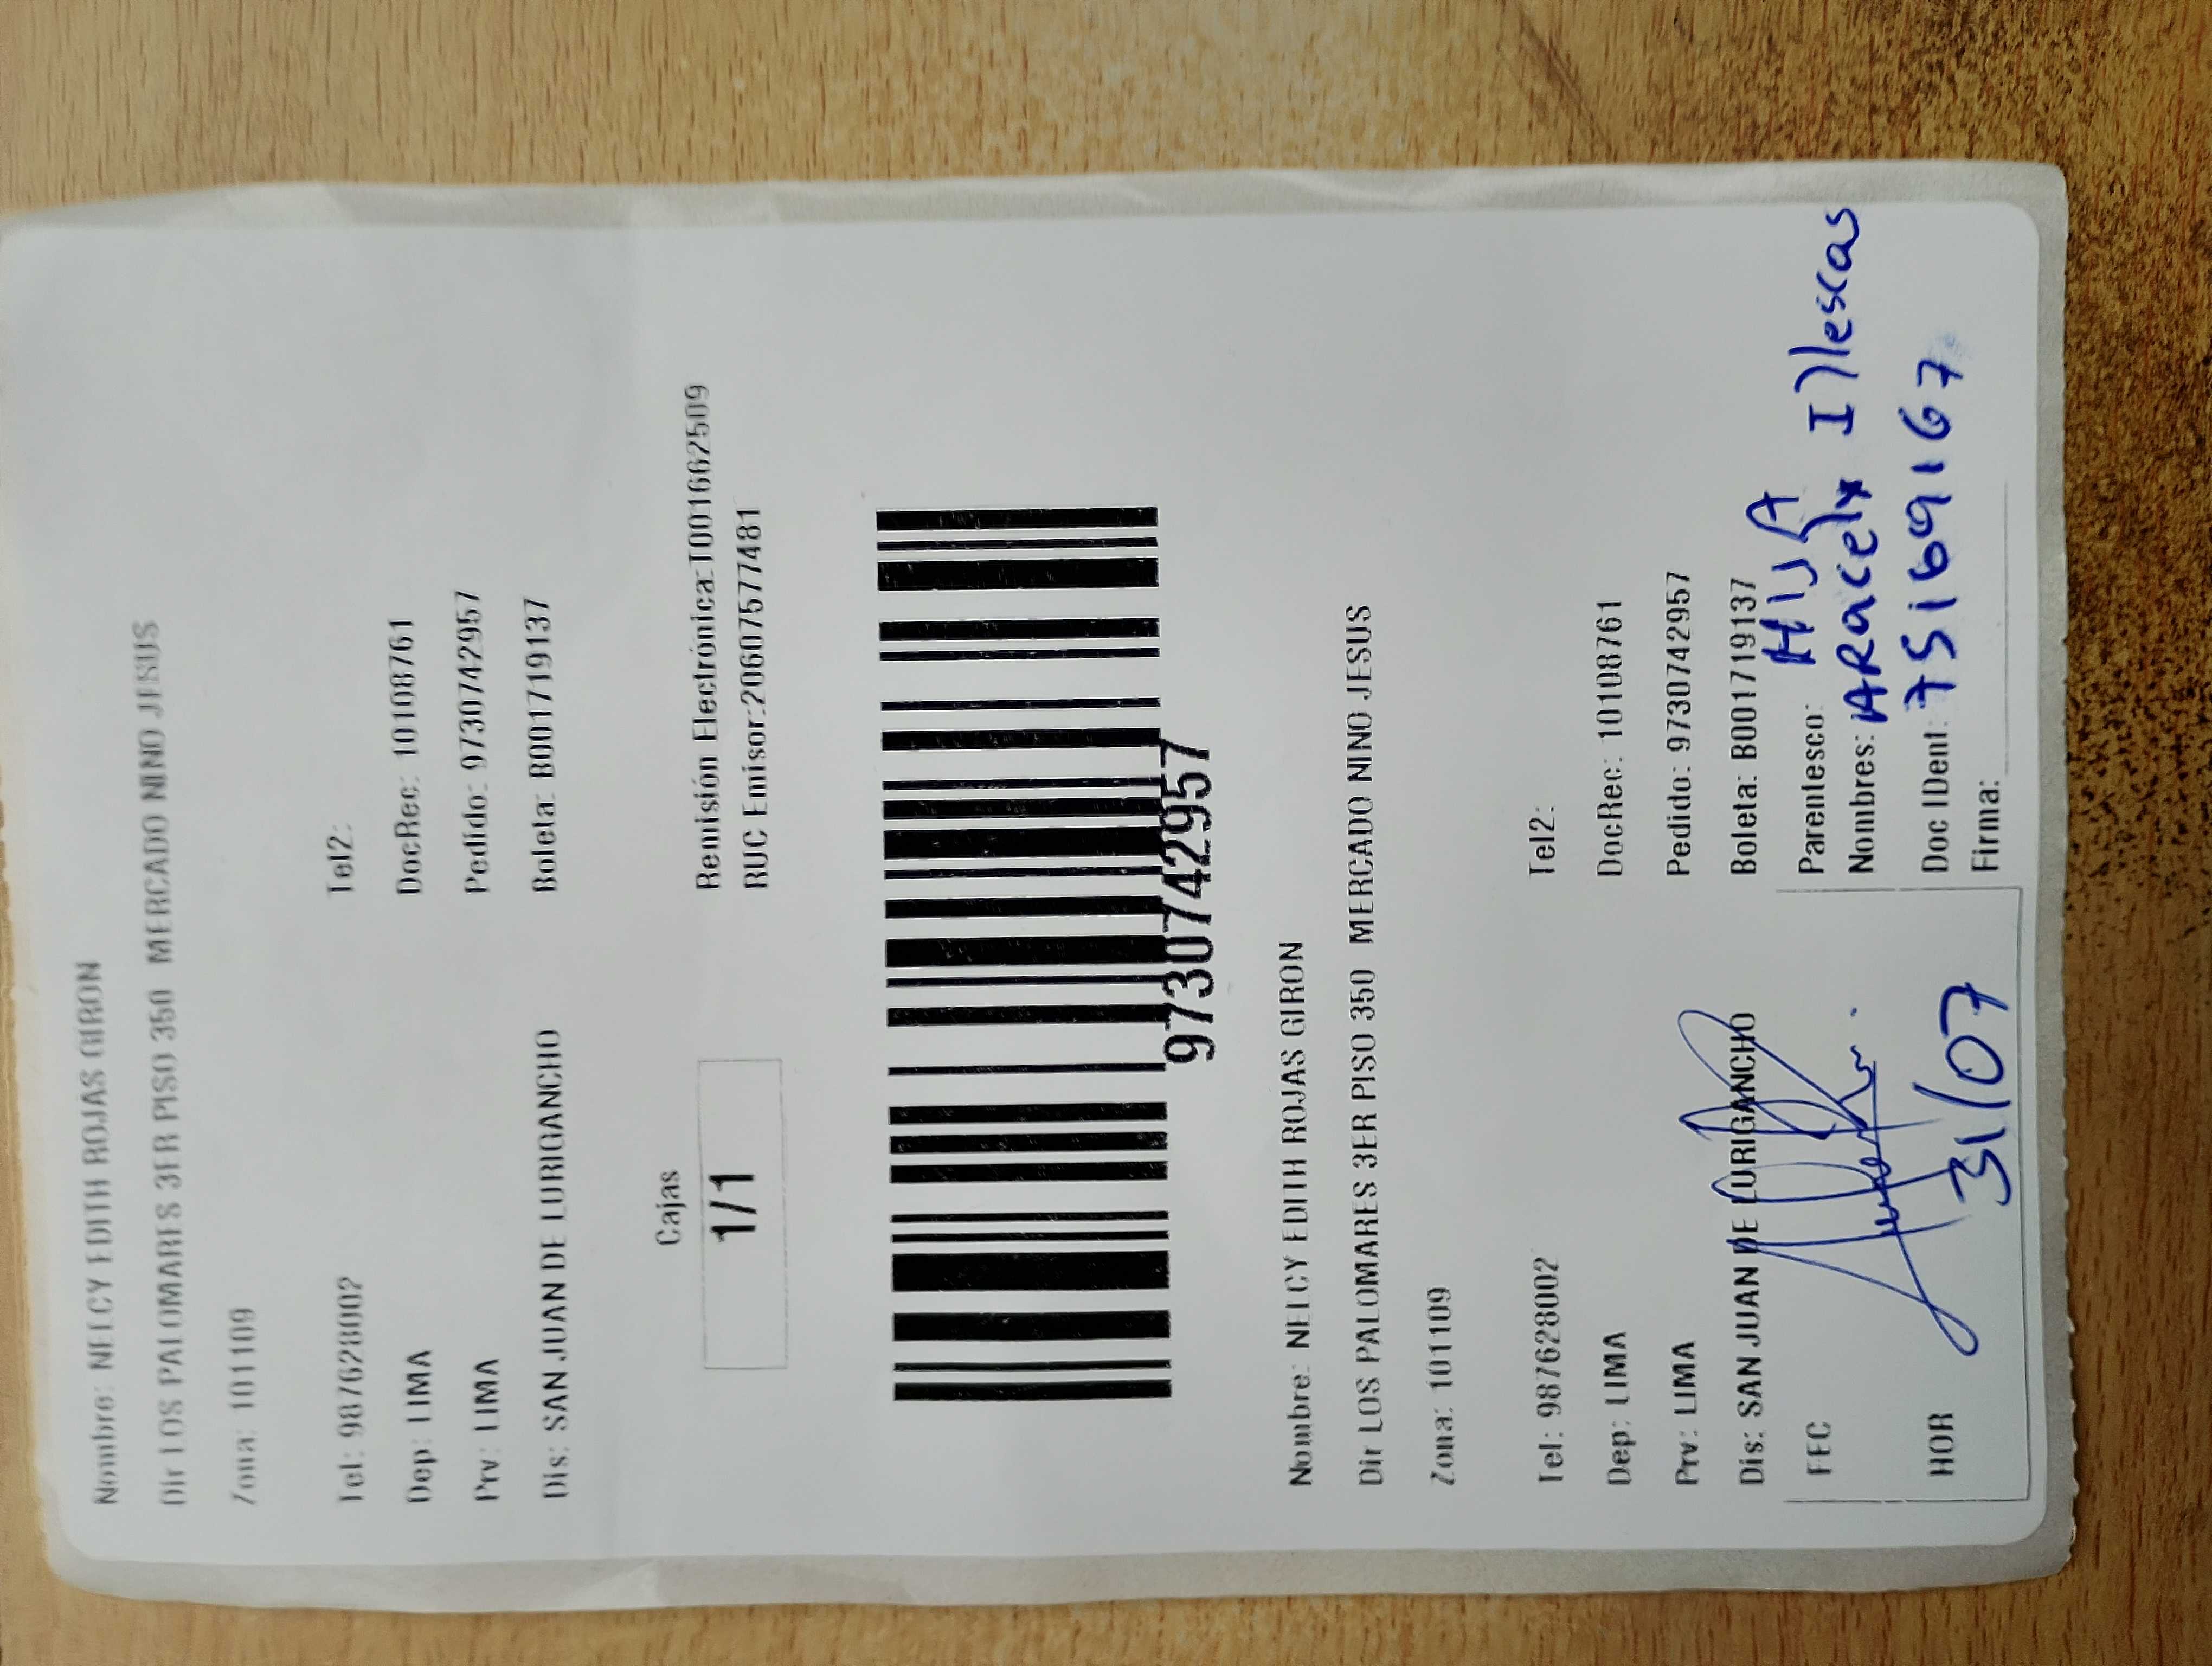 Nombre: NELCY EDITH ROJAS GIRON
Dir LOS PALOMARES 3ER PISO 350 MERCADO NINO JESUS
Zona: 101109
Tel: 987628002 Tel2:
Dep: LIMA DocRec: 10108761
Prv: LIMA Pedido: 9730742957
Dis: SAN JUAN DE LURIGANCHO Boleta: B001719137
Cajas
1/1
Remisión Electrónica:T001662509
RUC Emisor:20607577481
9730742957
Nombre: NELCY EDITH ROJAS GIRON
Dir LOS PALOMARES 3ER PISO 350 MERCADO NINO JESUS
Zona: 101109
Tel: 987628002 Tel2:
Dep: LIMA DocRec: 10108761
Prv: LIMA Pedido: 9730742957
Dis: SAN JUAN DE LURIGANCHO Boleta: B001719137
FEC Parentesco: HIJA
Nombres: ARacely Illescas
HOR 31/07 Doc IDent: 75169167
Firma: